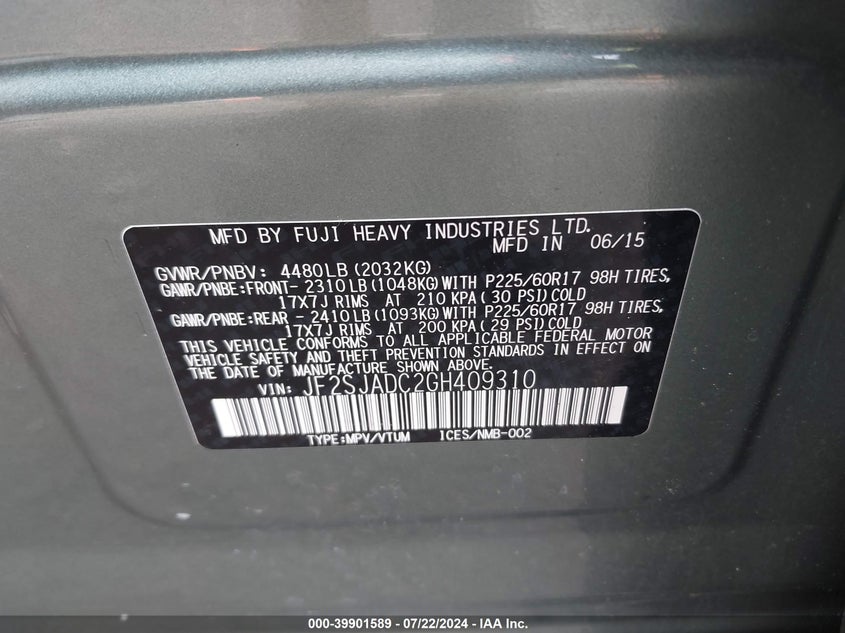 MFD BY FUJI HEAVY INDUSTRIES LTD.
MFD IN 06/15
GVWR/PNBV: 4480LB (2032KG)
GAWR/PNBE:FRONT- 2310LB (1048KG) WITH P225/60R17 98H TIRES,
17X7J RIMS AT 210 KPA( 30 PSI) COLD
GAWR/PNBE:REAR - 2410LB (1093KG) WITH P225/60R17 98H TIRES,
17X7J RIMS AT 200 KPA (29 PSI) COLD
THIS VEHICLE CONFORMS TO ALL APPLICABLE FEDERAL MOTOR
VEHICLE SAFETY AND THEFT PREVENTION STANDARDS IN EFFECT ON
THE DATE OF MANUFACTURE SHOWN ABOVE.
VIN: JF2SJADC2GH409310
TYPE:MPV/VTUM ICES/NMB-002
000-39901589 - 07/22/2024 - IAA Inc.